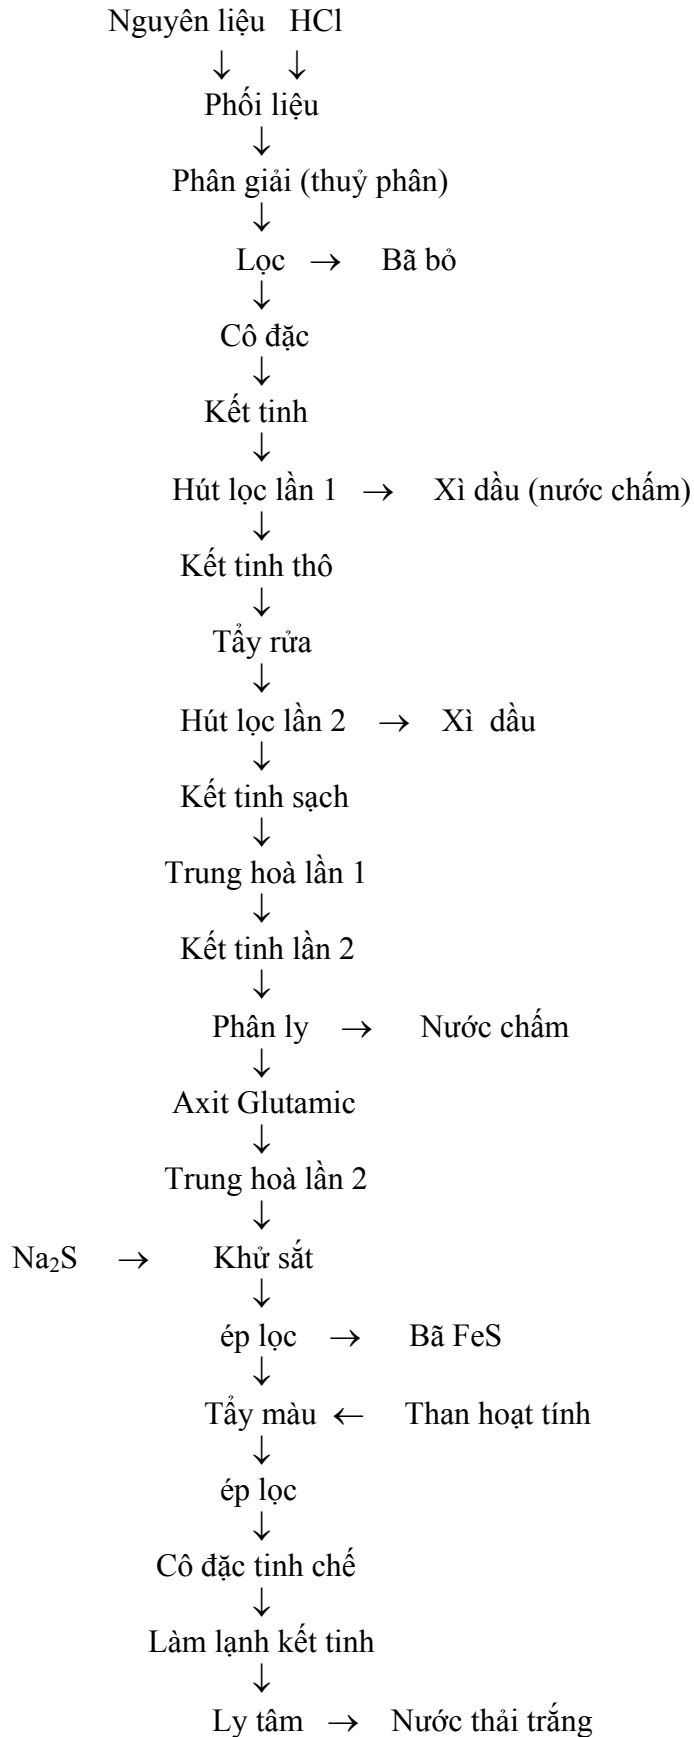 Nguyên liệu HCl
↓ ↓
Phối liệu
↓
Phân giải (thuỷ phân)
↓
Lọc → Bã bỏ
↓
Cô đặc
↓
Kết tinh
↓
Hút lọc lần 1 → Xì dầu (nước chấm)
↓
Kết tinh thô
↓
Tẩy rửa
↓
Hút lọc lần 2 → Xì dầu
↓
Kết tinh sạch
↓
Trung hoà lần 1
↓
Kết tinh lần 2
↓
Phân ly → Nước chấm
↓
Axit Glutamic
↓
Trung hoà lần 2
↓
Na₂S → Khử sắt
↓
ép lọc → Bã FeS
↓
Tẩy màu ← Than hoạt tính
↓
ép lọc
↓
Cô đặc tinh chế
↓
Làm lạnh kết tinh
↓
Ly tâm → Nước thải trắng